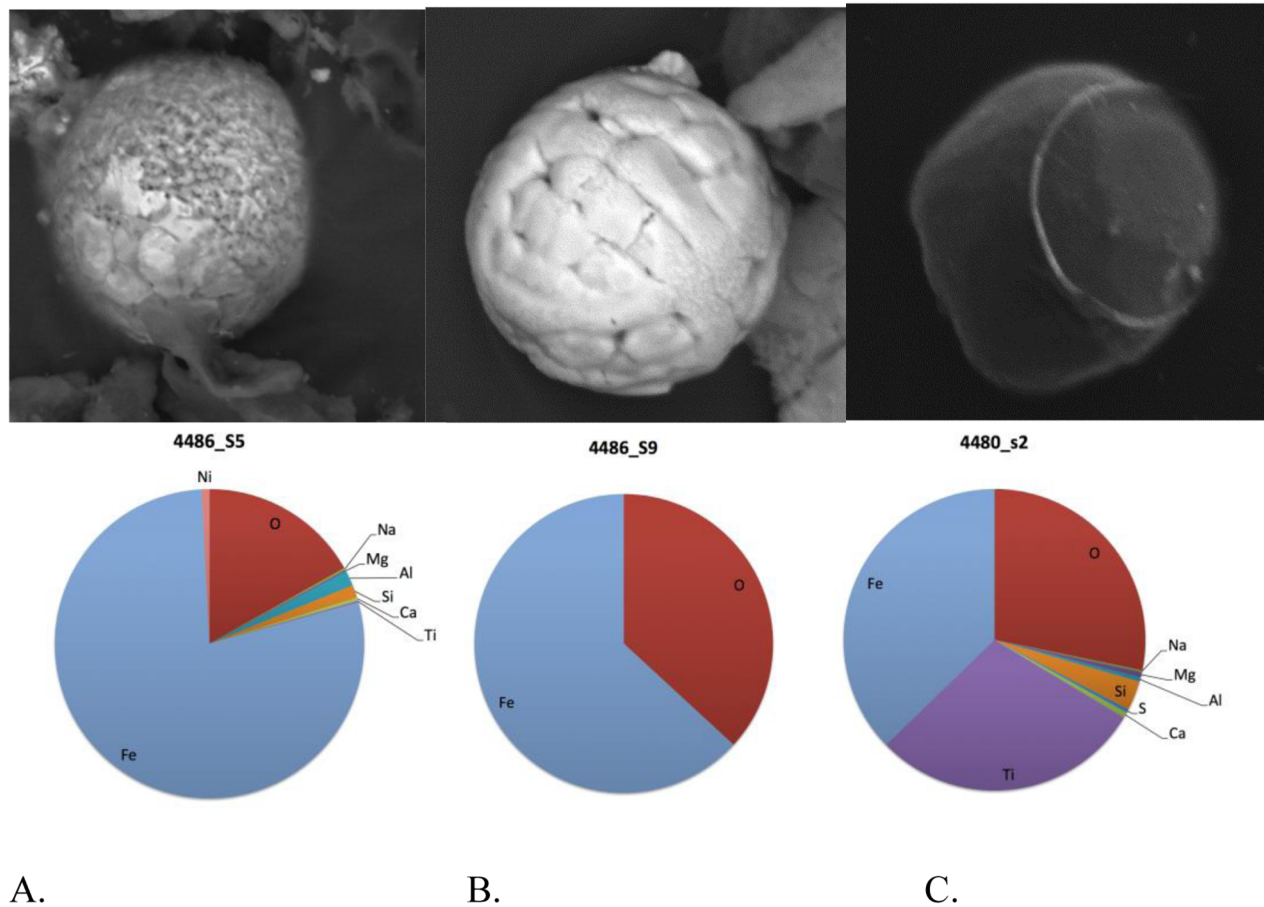 4486_S5
4486_S9
4480_s2
Ni
O
Na
Mg
Al
Si
Ca
Ti
Fe
O
Fe
O
Na
Mg
Al
Si
S
Ca
Ti
Fe
A.
B.
C.